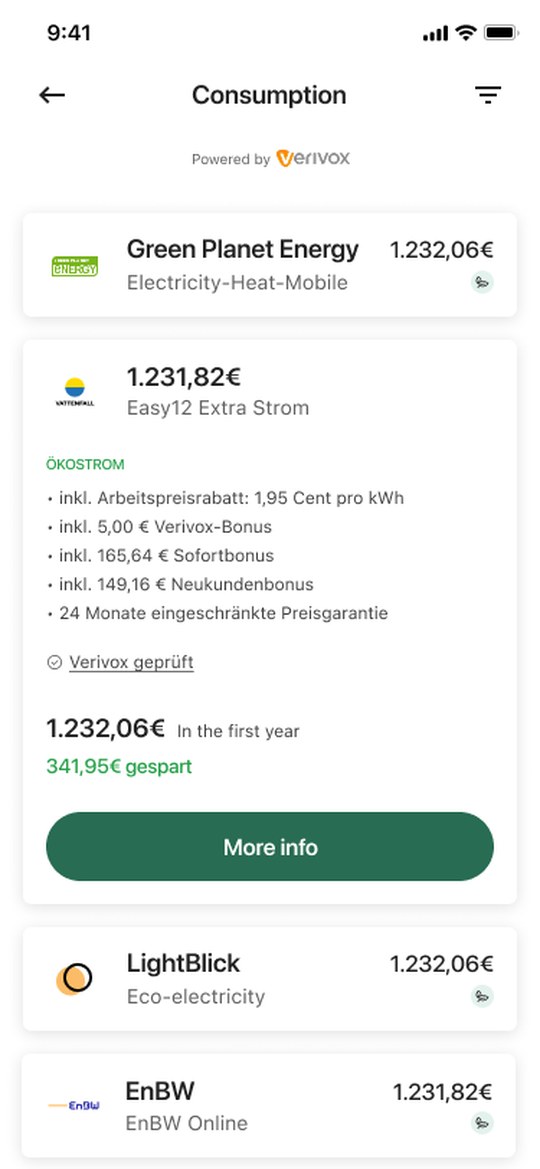 9:41
Consumption
Powered by Verivox
Green Planet Energy
1.232,06€
ENERGY
Electricity-Heat-Mobile
1.231,82€
VATTENFALL
Easy12 Extra Strom
ÖKOSTROM
• inkl. Arbeitspreisrabatt: 1,95 Cent pro kWh
• inkl. 5,00 € Verivox-Bonus
• inkl. 165,64 € Sofortbonus
• inkl. 149,16 € Neukundenbonus
• 24 Monate eingeschränkte Preisgarantie
Verivox geprüft
1.232,06€ In the first year
341,95€ gespart
More info
LightBlick
1.232,06€
Eco-electricity
EnBW
1.231,82€
EnBW
EnBW Online